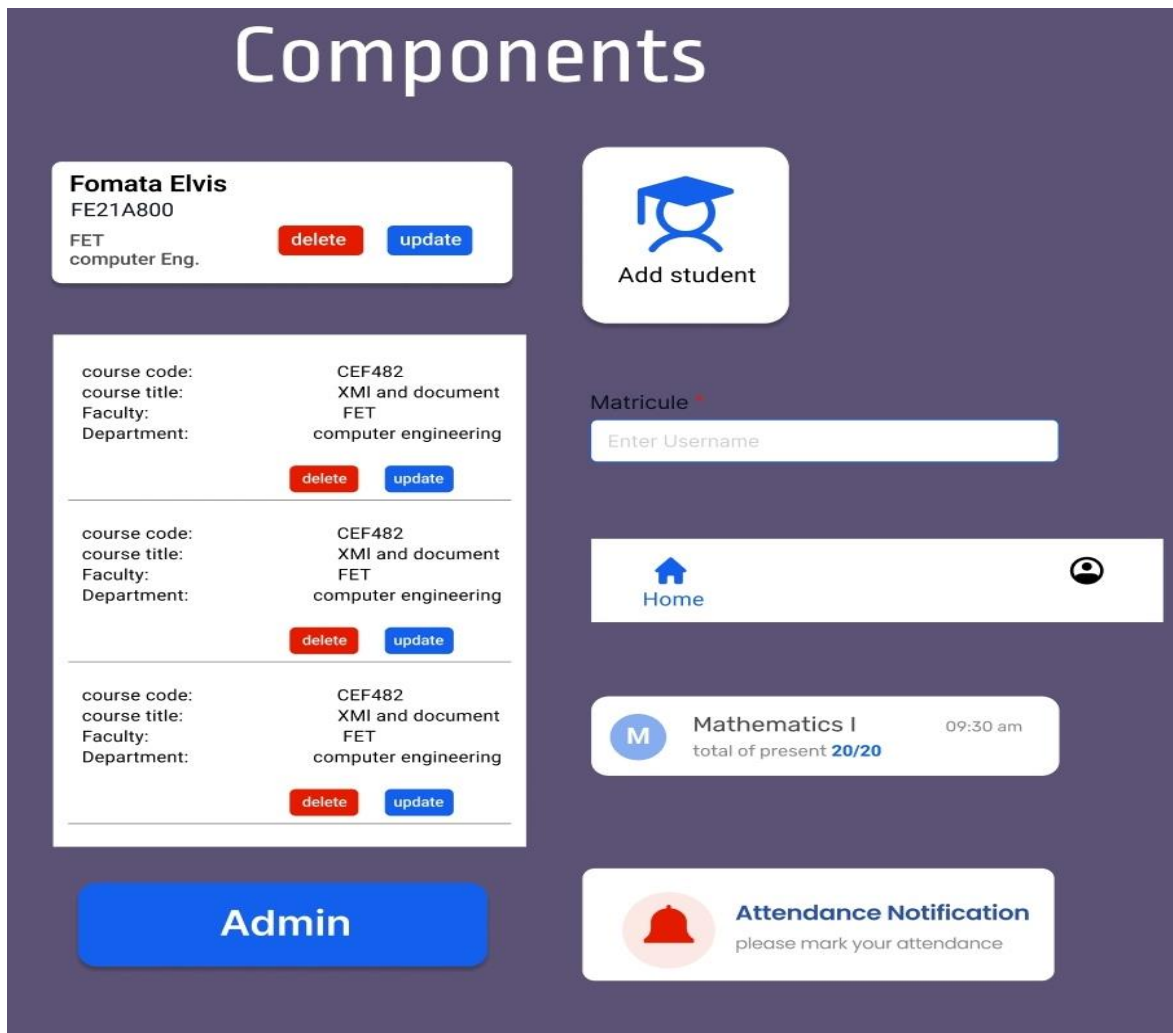 Components
Fomata Elvis
FE21A800
FET
computer Eng.
delete update
Add student
course code: CEF482
course title: XMl and document
Faculty: FET
Department: computer engineering
delete update
course code: CEF482
course title: XMl and document
Faculty: FET
Department: computer engineering
delete update
course code: CEF482
course title: XMl and document
Faculty: FET
Department: computer engineering
delete update
Admin
Matricule *
Enter Username
Home
M
Mathematics I 09:30 am
total of present 20/20
Attendance Notification
please mark your attendance